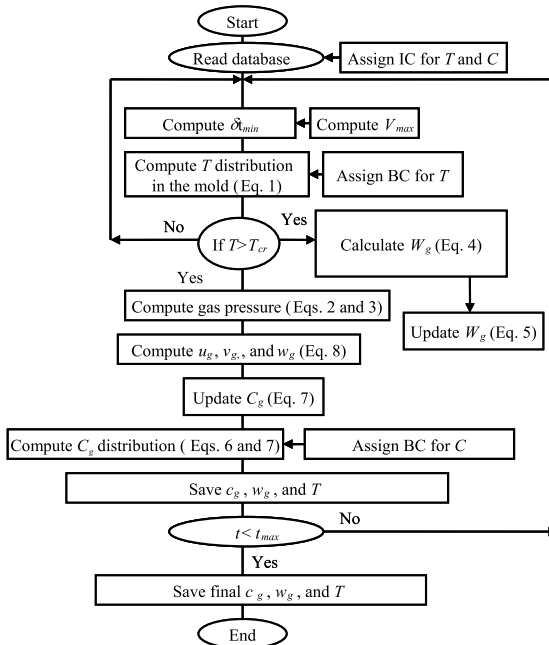 Start
Read database
Assign IC for T and C
Compute δt_min
Compute V_max
Compute T distribution
in the mold (Eq. 1)
Assign BC for T
No
Yes
If T>T_cr
Calculate W_g (Eq. 4)
Yes
Compute gas pressure (Eqs. 2 and 3)
Update W_g (Eq. 5)
Compute u_g, v_g,, and w_g (Eq. 8)
Update C_g (Eq. 7)
Compute C_g distribution ( Eqs. 6 and 7)
Assign BC for C
Save c_g, w_g, and T
No
t< t_max
Yes
Save final c_g, w_g, and T
End